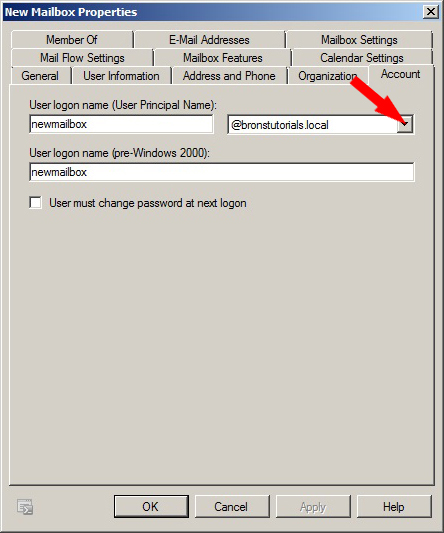 New Mailbox Properties
Member Of E-Mail Addresses Mailbox Settings
Mail Flow Settings Mailbox Features Calendar Settings
General User Information Address and Phone Organization Account
User logon name (User Principal Name):
newmailbox @bronstutorials.local
User logon name (pre-Windows 2000):
newmailbox
User must change password at next logon
OK Cancel Apply Help